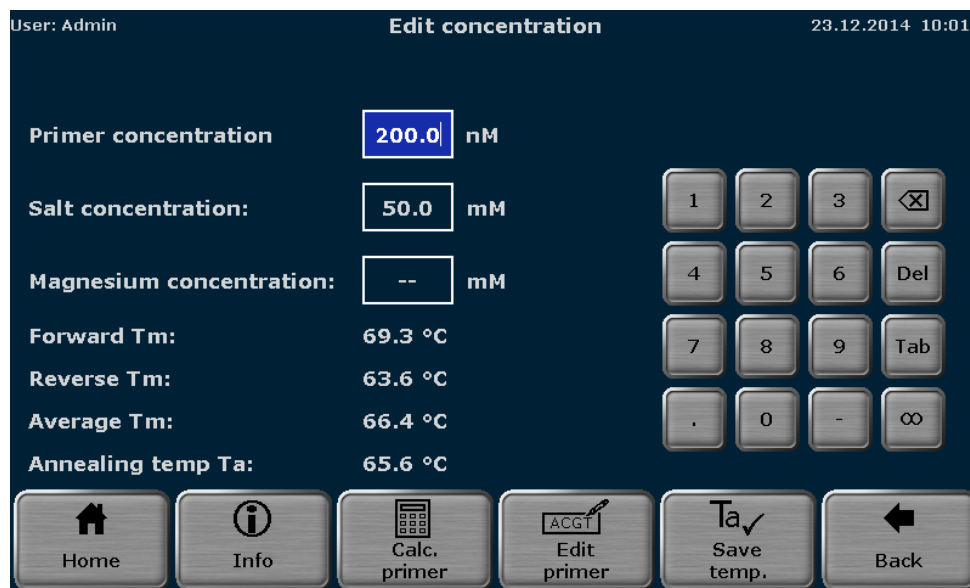 User: Admin Edit concentration 23.12.2014 10:01
Primer concentration 200.0 nM
Salt concentration: 50.0 mM
Magnesium concentration: -- mM
Forward Tm: 69.3 °C
Reverse Tm: 63.6 °C
Average Tm: 66.4 °C
Annealing temp Ta: 65.6 °C
1 2 3 ⌫
4 5 6 Del
7 8 9 Tab
. 0 - ∞
Home
Info
Calc.
primer
ACGT
Edit
primer
Ta✓
Save
temp.
Back